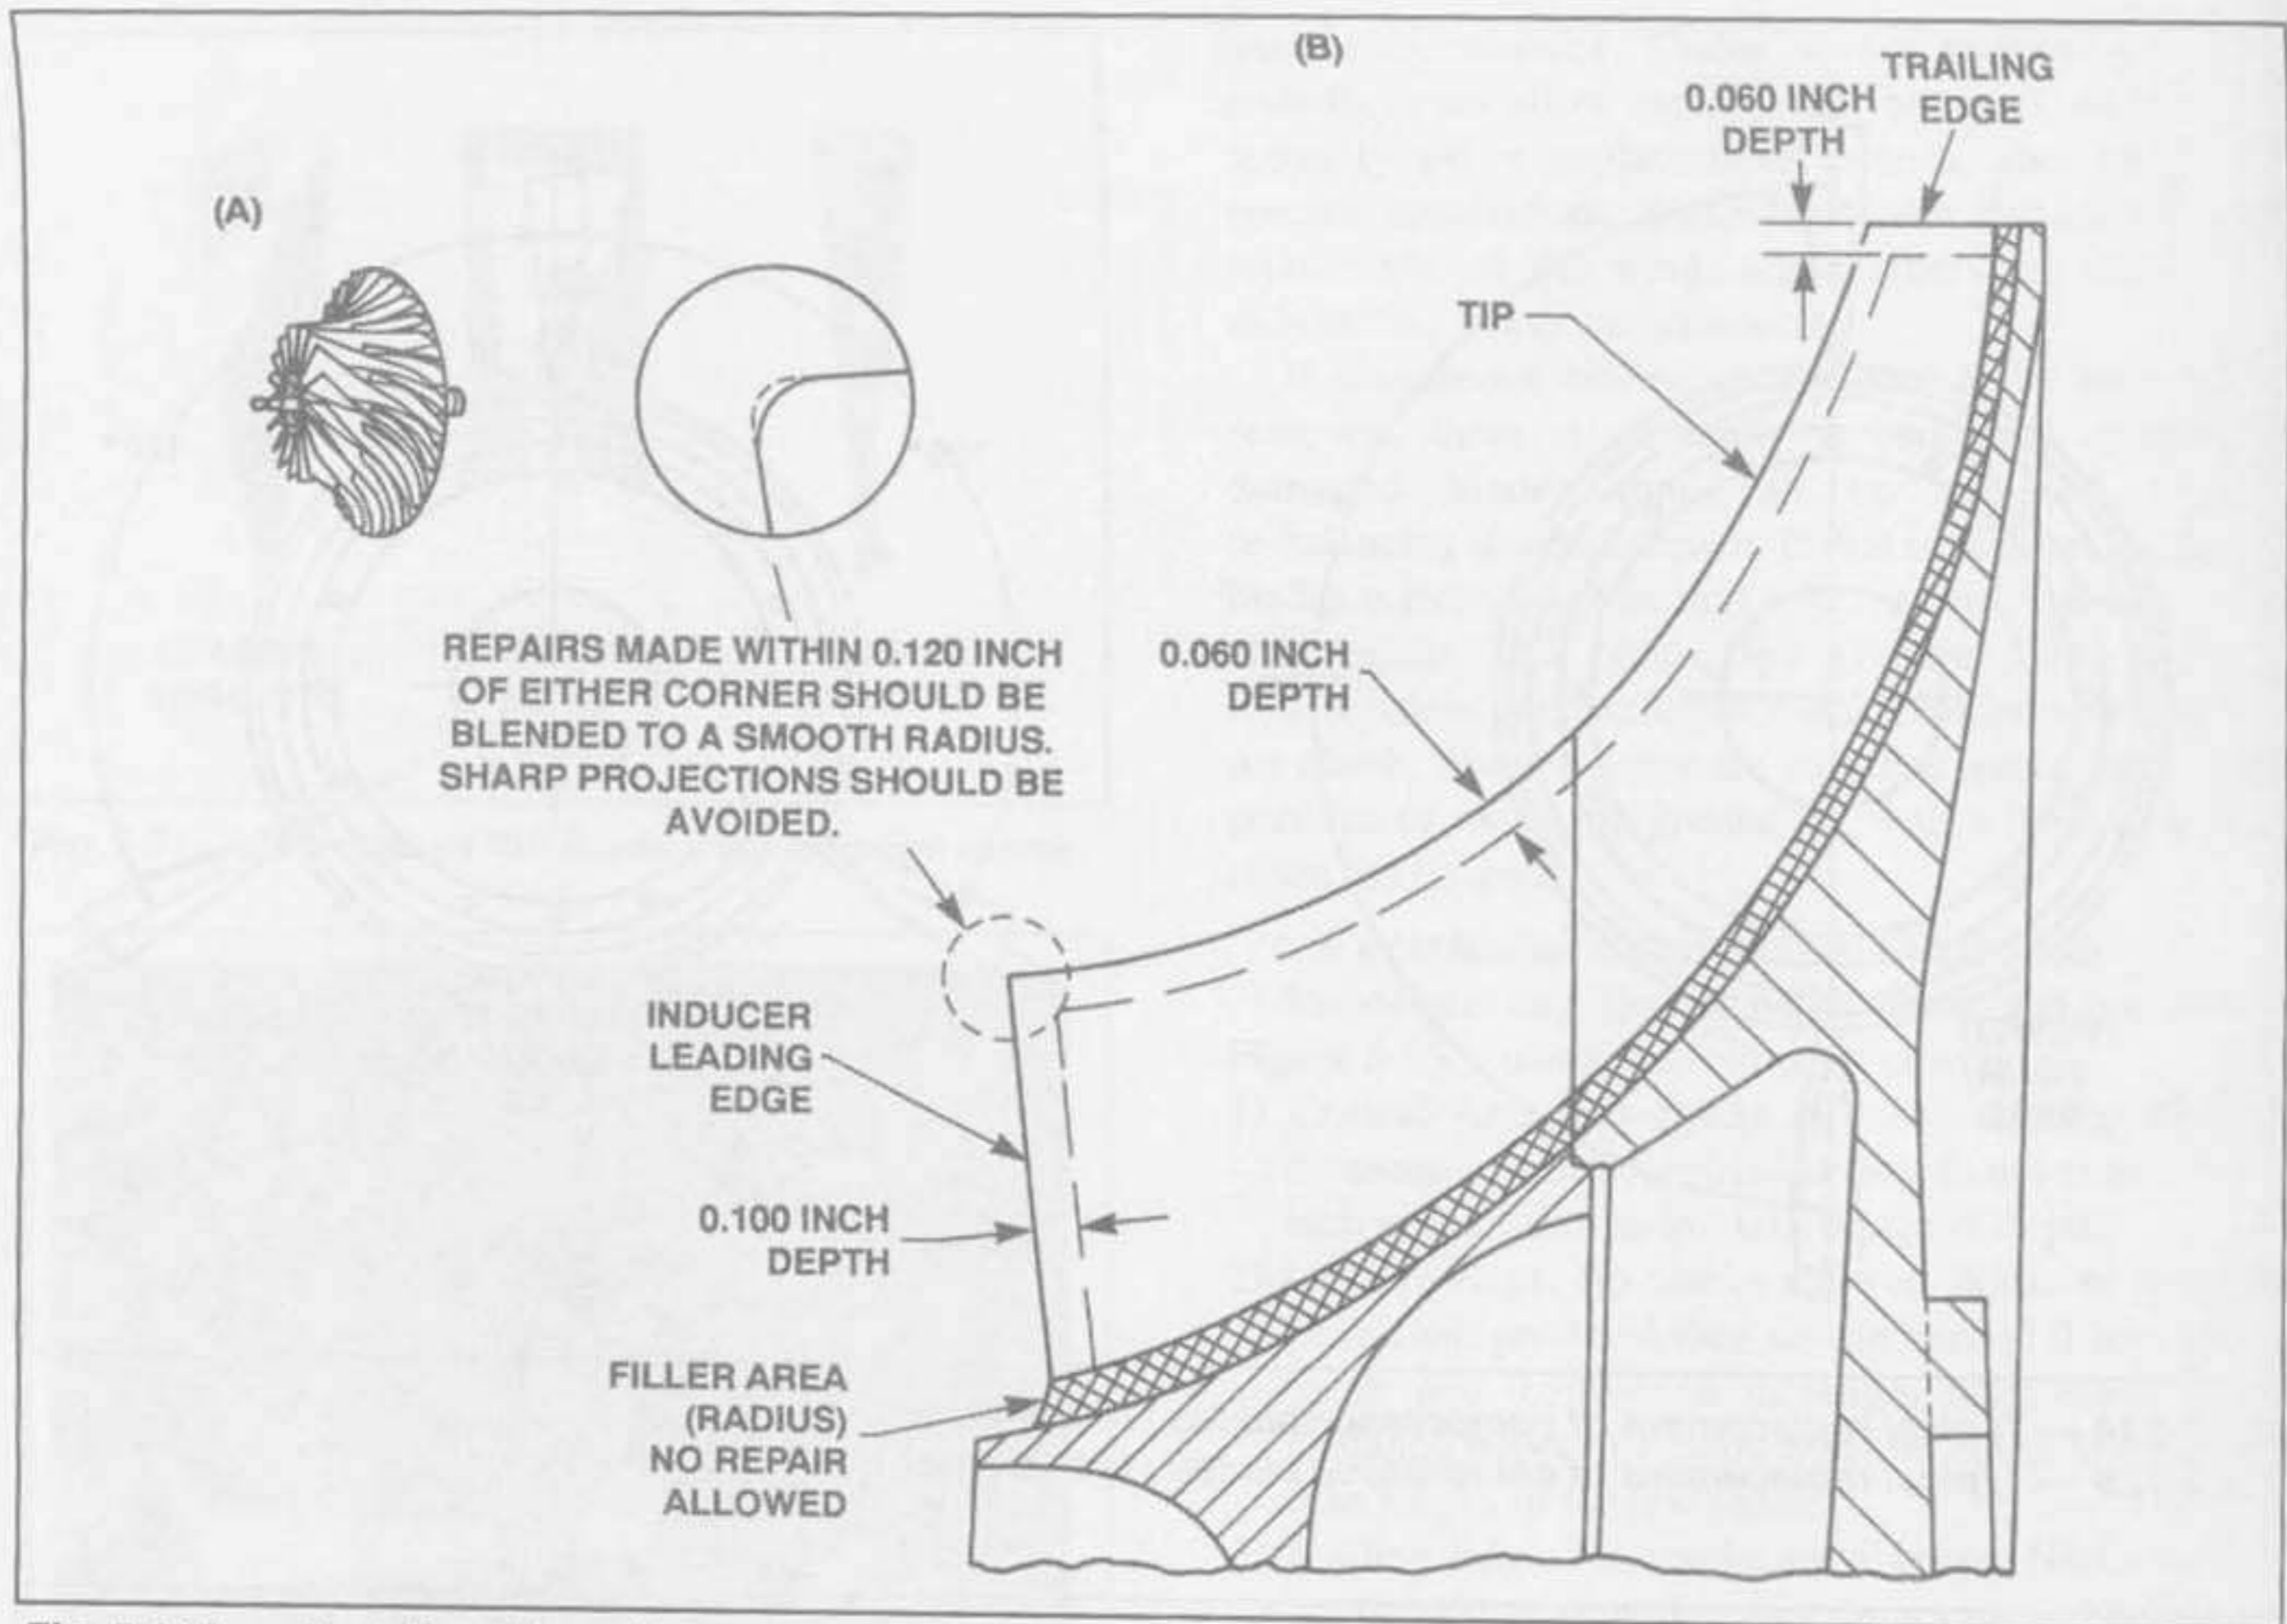 (A)
(B)
0.060 INCH
DEPTH
TRAILING
EDGE
TIP
REPAIRS MADE WITHIN 0.120 INCH
OF EITHER CORNER SHOULD BE
BLENDED TO A SMOOTH RADIUS.
SHARP PROJECTIONS SHOULD BE
AVOIDED.
0.060 INCH
DEPTH
INDUCER
LEADING
EDGE
0.100 INCH
DEPTH
FILLER AREA
(RADIUS)
NO REPAIR
ALLOWED